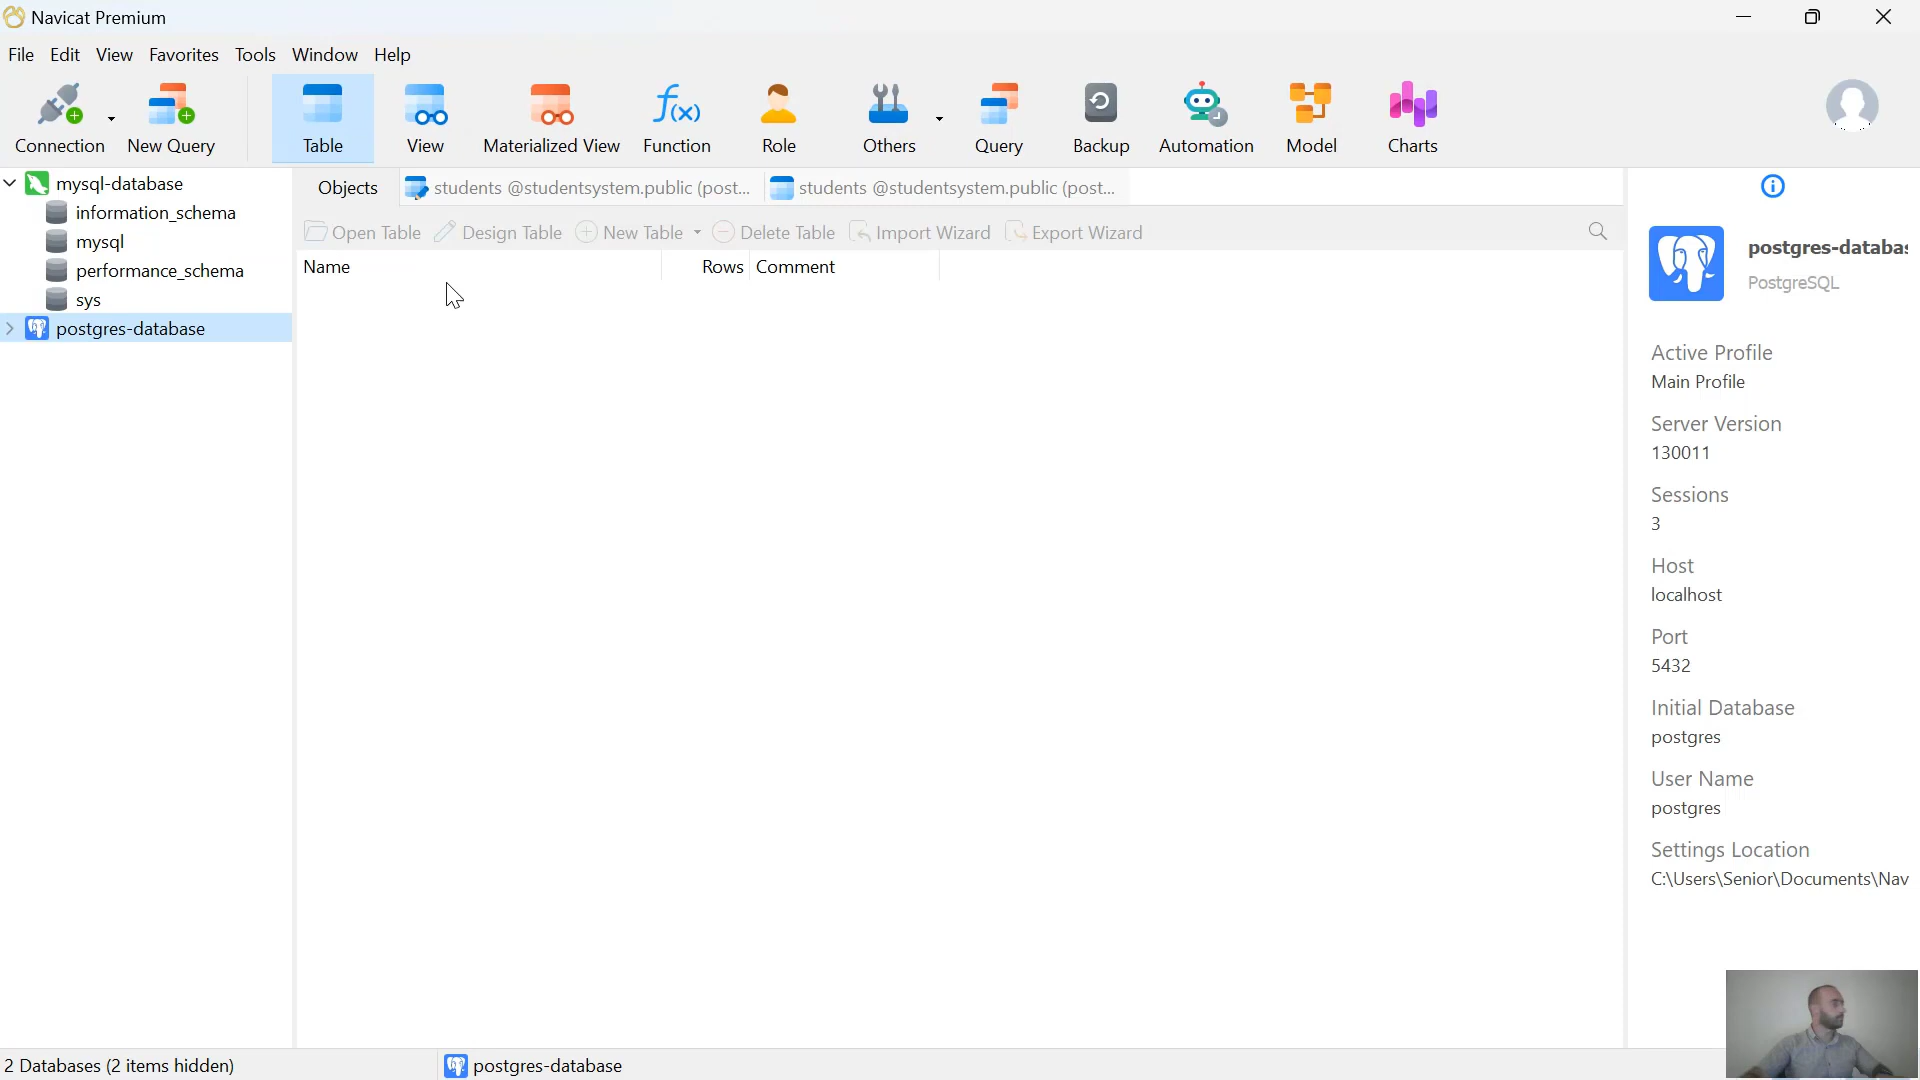 Navicat Premium
File Edit View Favorites Tools Window Help
Connection New Query Table View Materialized View Function Role Others Query Backup Automation Model Charts
mysql-database
information_schema
mysql
performance_schema
sys
postgres-database
Objects students @studentsystem.public (post... students @studentsystem.public (post...
Open Table Design Table New Table Delete Table Import Wizard Export Wizard
Name Rows Comment
postgres-databas
PostgreSQL
Active Profile
Main Profile
Server Version
130011
Sessions
3
Host
localhost
Port
5432
Initial Database
postgres
User Name
postgres
Settings Location
C:\Users\Senior\Documents\Nav
2 Databases (2 items hidden) postgres-database